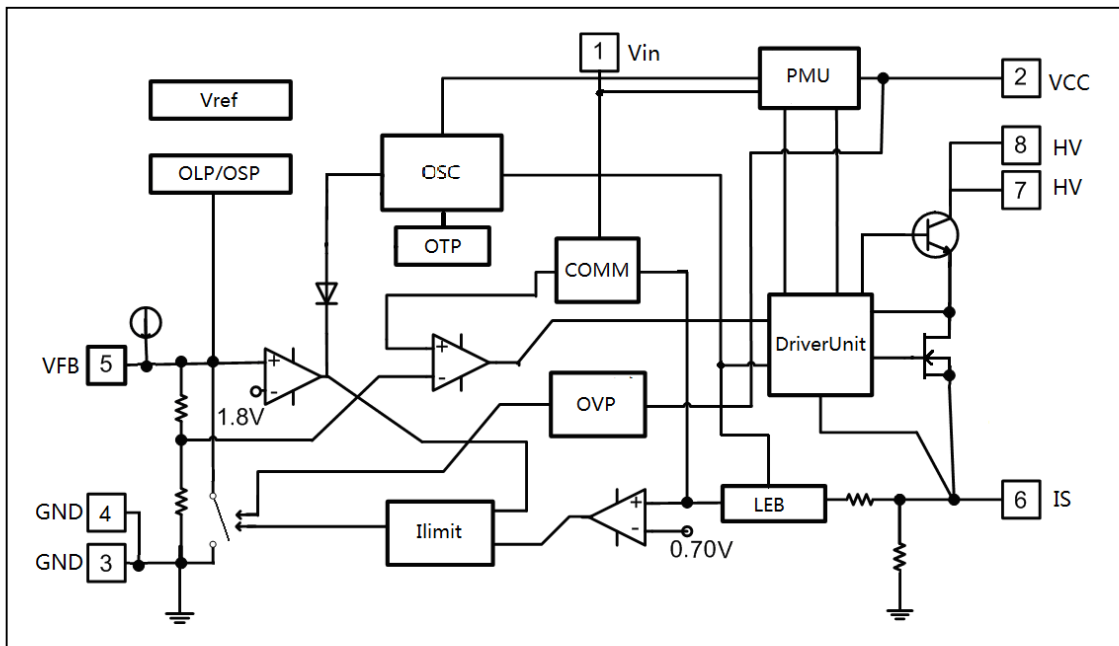 1 Vin
PMU
2 VCC
Vref
8 HV
OLP/OSP
OSC
7 HV
OTP
COMM
+
-
DriverUnit
VFB 5
+
-
1.8V
OVP
GND 4
Ilimit
+
-
0.70V
LEB
6 IS
GND 3